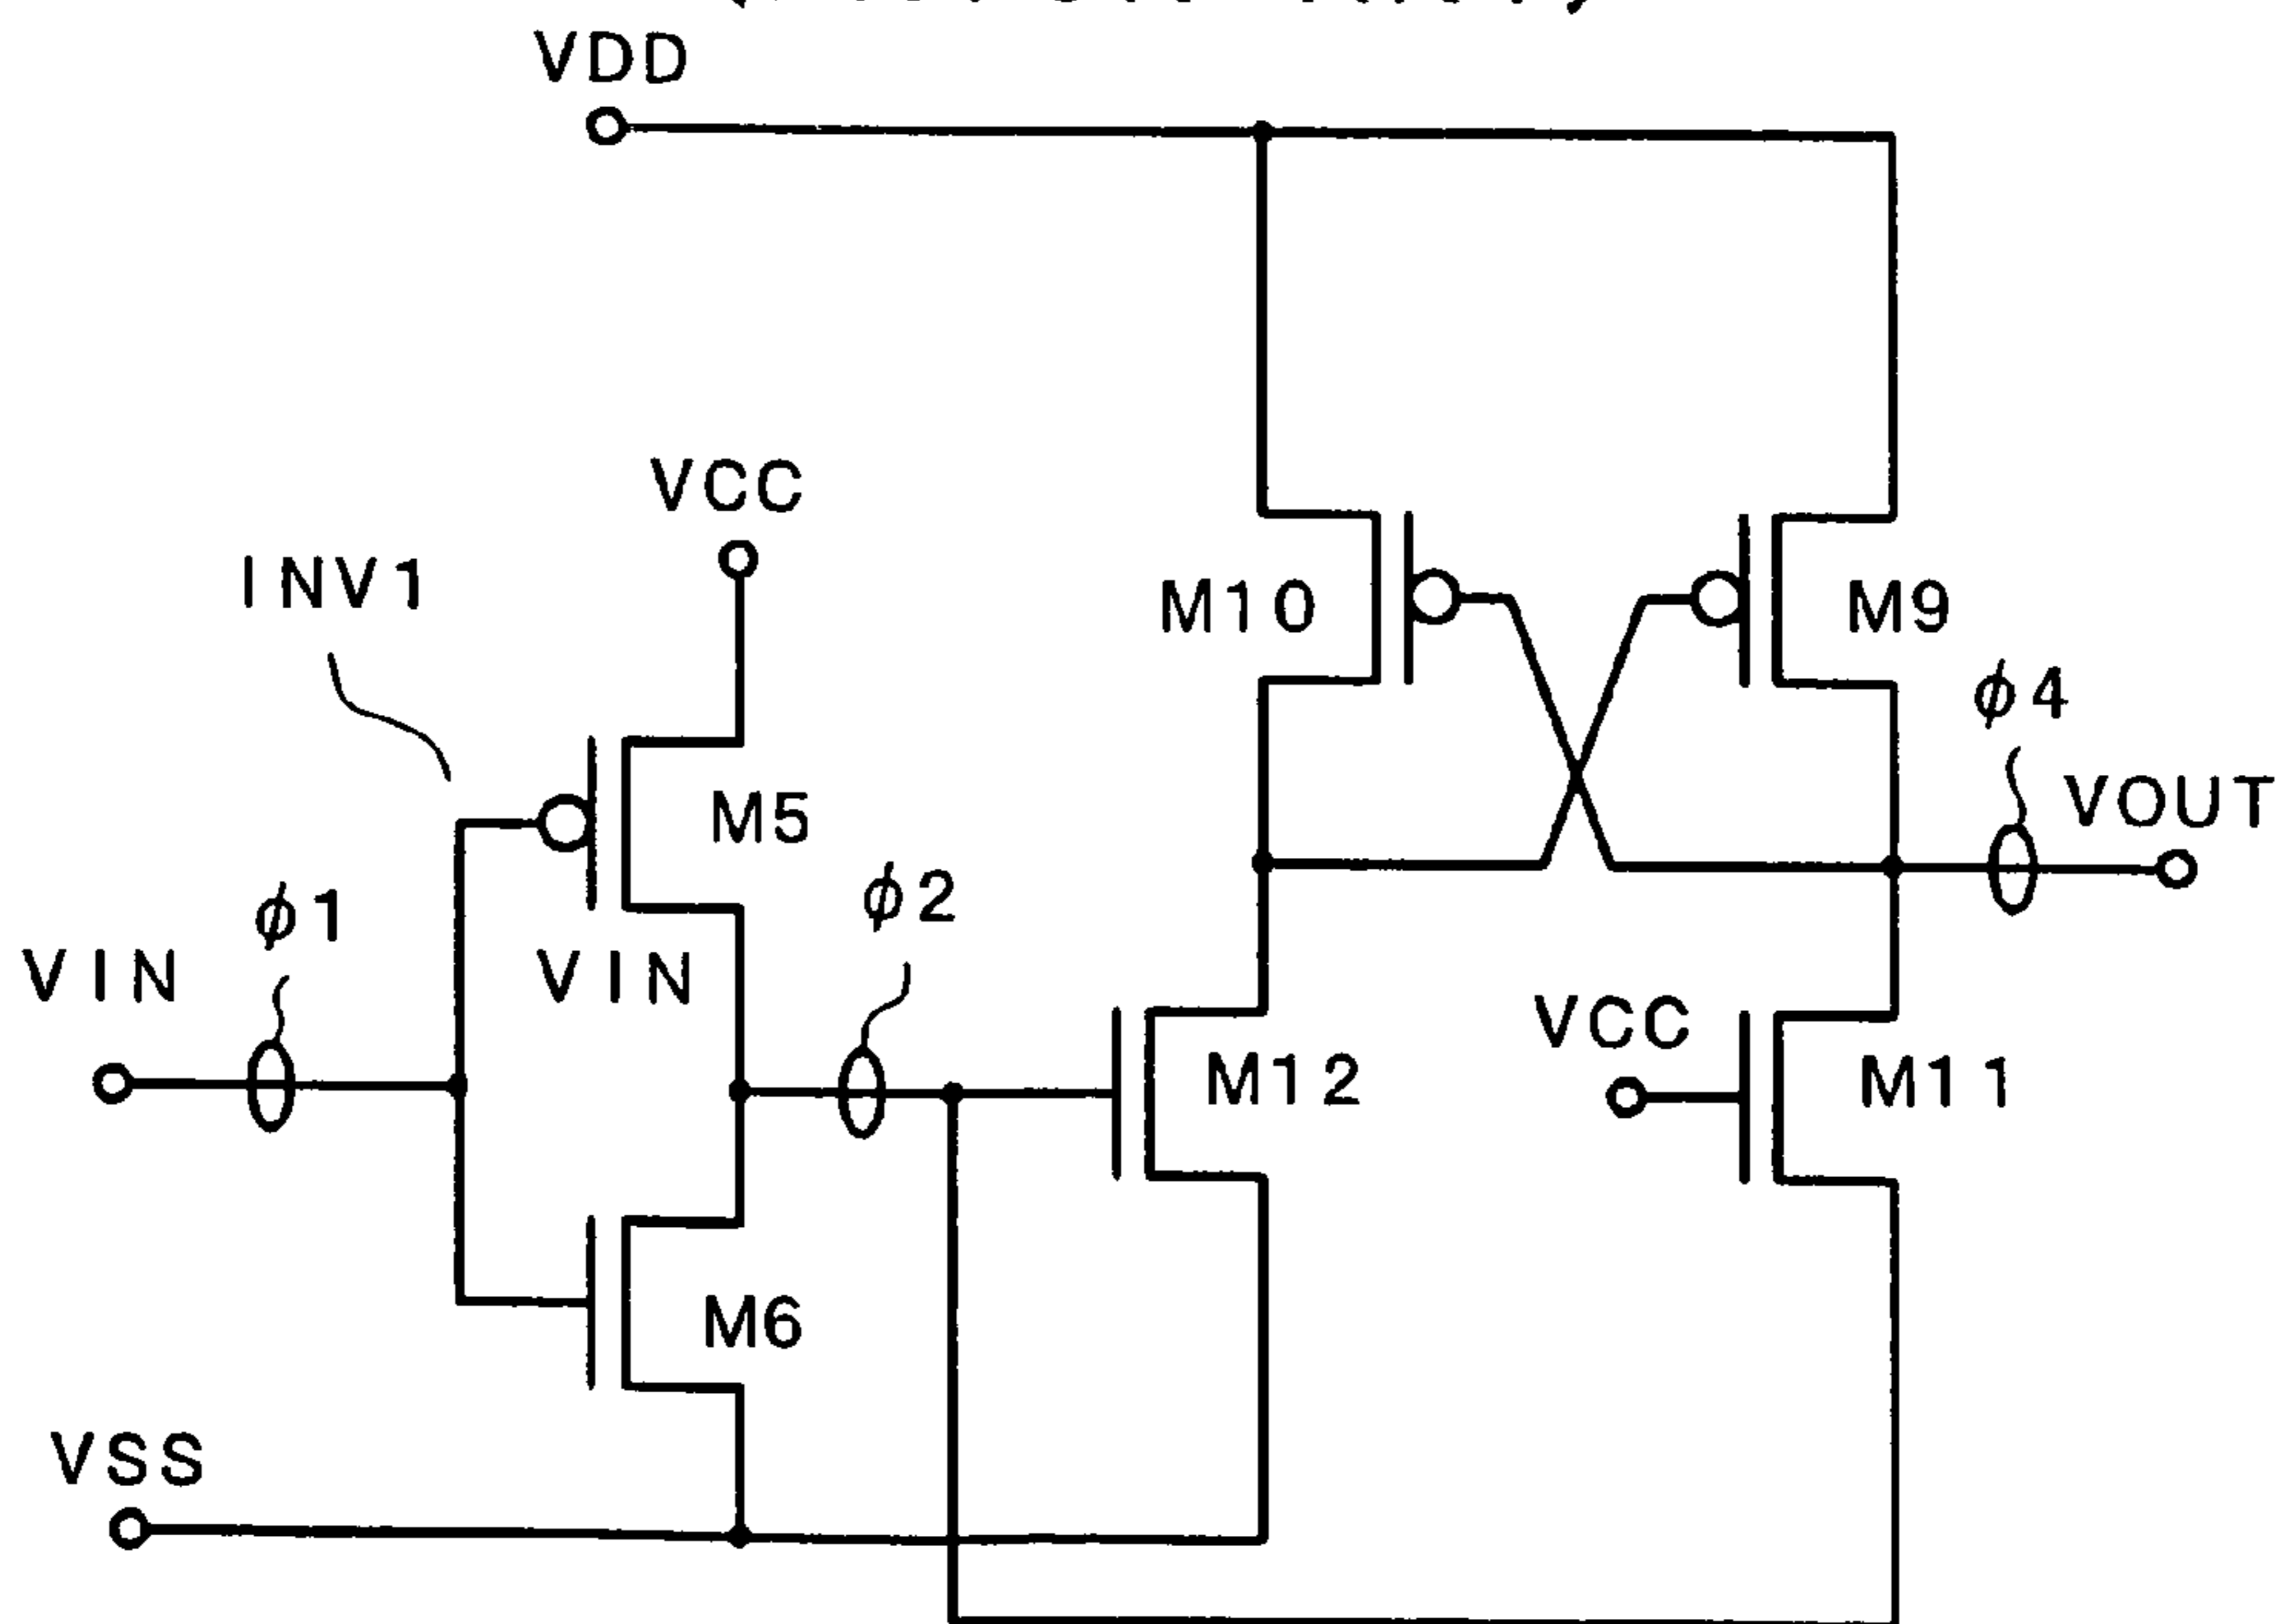 VDD
VCC
INV1
M10
M9
φ4
M5
VOUT
φ2
φ1
VIN
VIN
VCC
M12
M11
M6
VSS